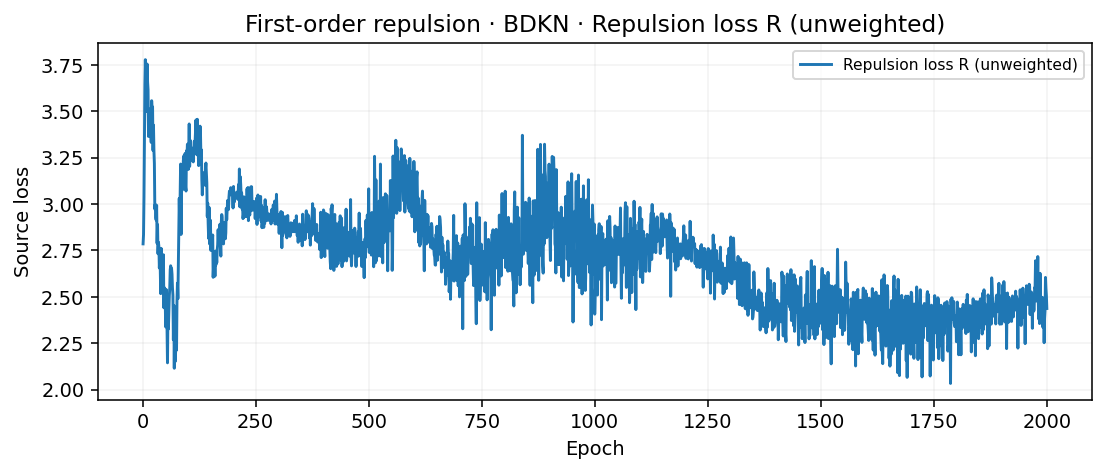 First-order repulsion · BDKN · Repulsion loss R (unweighted)
Repulsion loss R (unweighted)
Source loss
3.75
3.50
3.25
3.00
2.75
2.50
2.25
2.00
0 250 500 750 1000 1250 1500 1750 2000
Epoch